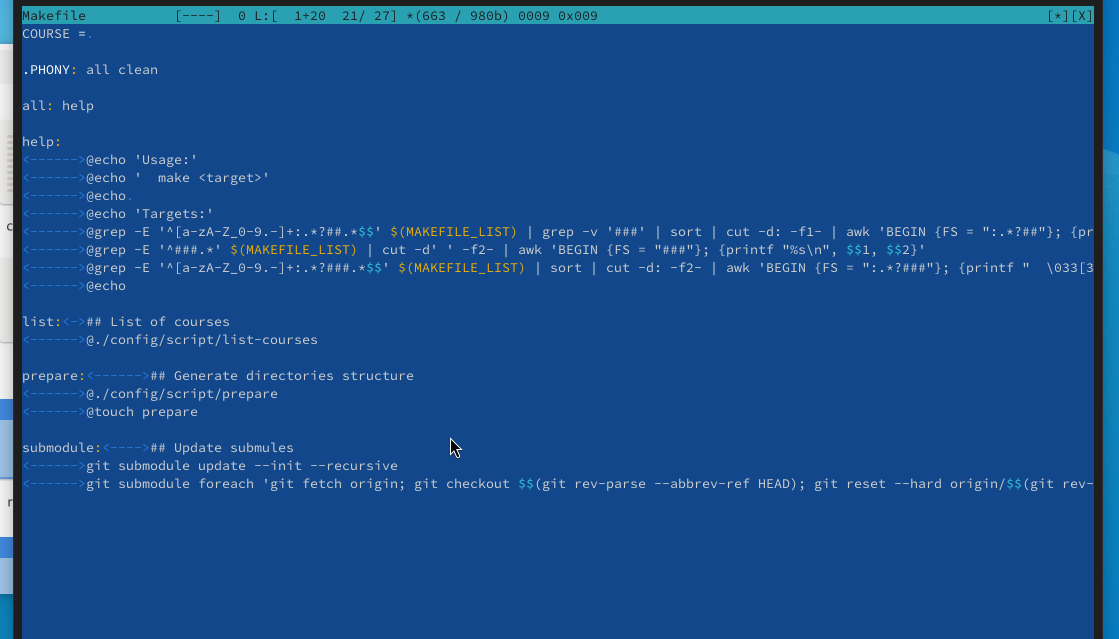 Makefile [----] 0 L:[ 1+20 21/ 27] *(663 / 980b) 0009 0x009 [*][X]
COURSE =.
.PHONY: all clean
all: help
help:
<------>@echo 'Usage:'
<------>@echo '  make <target>'
<------>@echo.
<------>@echo 'Targets:'
<------>@grep -E '^[a-zA-Z_0-9.-]+:.*?##.*$$' $(MAKEFILE_LIST) | grep -v '###' | sort | cut -d: -f1- | awk 'BEGIN {FS = ":.*?##"}; {pr
<------>@grep -E '^###.*' $(MAKEFILE_LIST) | cut -d' ' -f2- | awk 'BEGIN {FS = "###"}; {printf "%s\n", $$1, $$2}'
<------>@grep -E '^[a-zA-Z_0-9.-]+:.*?###.*$$' $(MAKEFILE_LIST) | sort | cut -d: -f2- | awk 'BEGIN {FS = ":.*?###"}; {printf "  \033[3
<------>@echo
list:<->## List of courses
<------>@./config/script/list-courses
prepare:<------>## Generate directories structure
<------>@./config/script/prepare
<------>@touch prepare
submodule:<---->## Update submules
<------>git submodule update --init --recursive
<------>git submodule foreach 'git fetch origin; git checkout $$(git rev-parse --abbrev-ref HEAD); git reset --hard origin/$$(git rev-